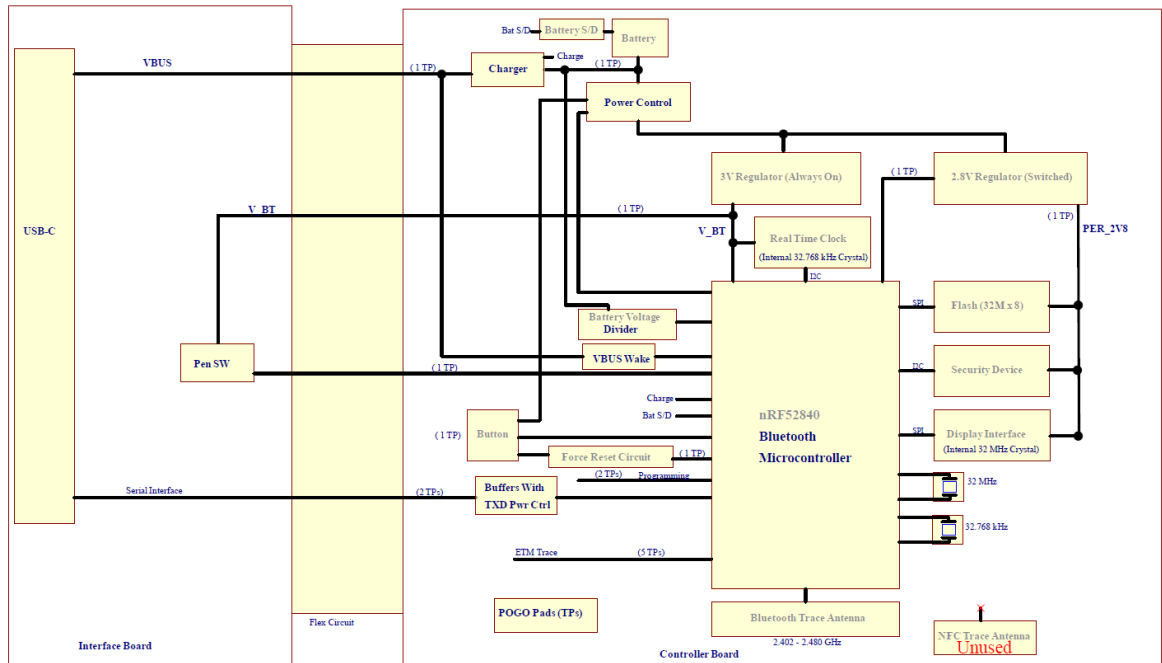 Bat S/D
Battery S/D
Battery
VBUS
( 1 TP)
Charger
Charge
( 1 TP)
Power Control
3V Regulator (Always On)
( 1 TP)
2.8V Regulator (Switched)
V_BT
( 1 TP)
( 1 TP)
PER_2V8
USB-C
V_BT
Real Time Clock
(Internal 32.768 kHz Crystal)
I2C
Battery Voltage
Divider
SPI
Flash (32M x 8)
Pen SW
VBUS Wake
( 1 TP)
I2C
Security Device
Charge
Bat S/D
nRF52840
Bluetooth
Microcontroller
( 1 TP)
Button
SPI
Display Interface
(Internal 32 MHz Crystal)
Force Reset Circuit
( 1 TP)
(2 TPs)
Programming
32 MHz
Serial Interface
(2 TPs)
Buffers With
TXD Pwr Ctrl
32.768 kHz
ETM Trace
(5 TPs)
POGO Pads (TPs)
Bluetooth Trace Antenna
2.402 - 2.480 GHz
NFC Trace Antenna
Unused
Flex Circuit
Interface Board
Controller Board